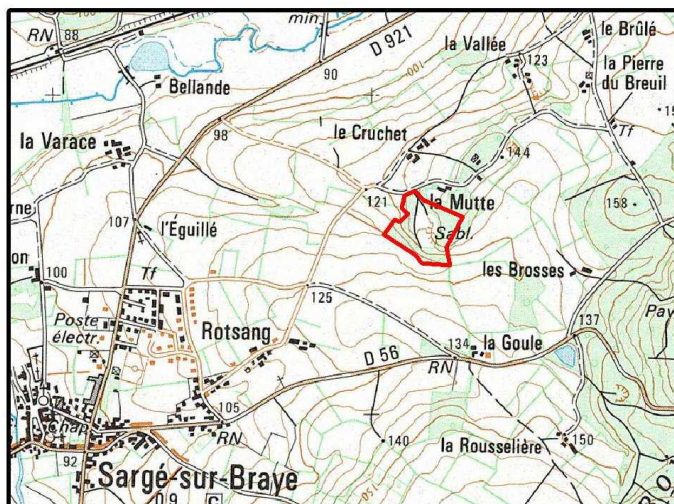 RN
88
min
D 921
la Vallée
le Brûlé
123
la Pierre
du Breuil
Bellande
90
100
98
le Cruchet
Tf
la Varace
144
121
la Mutte
158
Sabl.
107
l'Éguillé
100
Tf
125
les Brosses
Poste
électr.
Rotsang
134
la Goule
137
D 56
RN
105
RN
Chap
92
140
la Rousselière
150
Sargé-sur-Braye